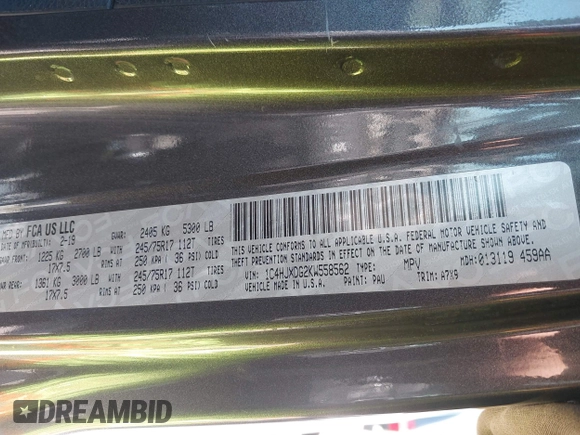 MFD BY FCA US LLC
DATE OF MFR/BUILT 2-19
GVWR: 2405 KG 5300 LB
1225 KG 2700 LB WITH 245/75R17 112T TIRES
17X7.5 RIMS AT 250 KPA ( 36 PSI) COLD
GAWR REAR: 1361 KG 3000 LB WITH 245/75R17 112T TIRES
17X7.5 RIMS AT 250 KPA ( 36 PSI) COLD
THIS VEHICLE CONFORMS TO ALL APPLICABLE U.S.A. FEDERAL MOTOR VEHICLE SAFETY
AND THEFT PREVENTION STANDARDS IN EFFECT ON THE DATE OF MANUFACTURE SHOWN ABOVE.
VIN: 1C4HJXDG2KW558562 TYPE: MPV MDH: 013119 459AA
VEHICLE MADE IN U.S.A. PAINT: PAU TRIM: A7X9
DREAMBID